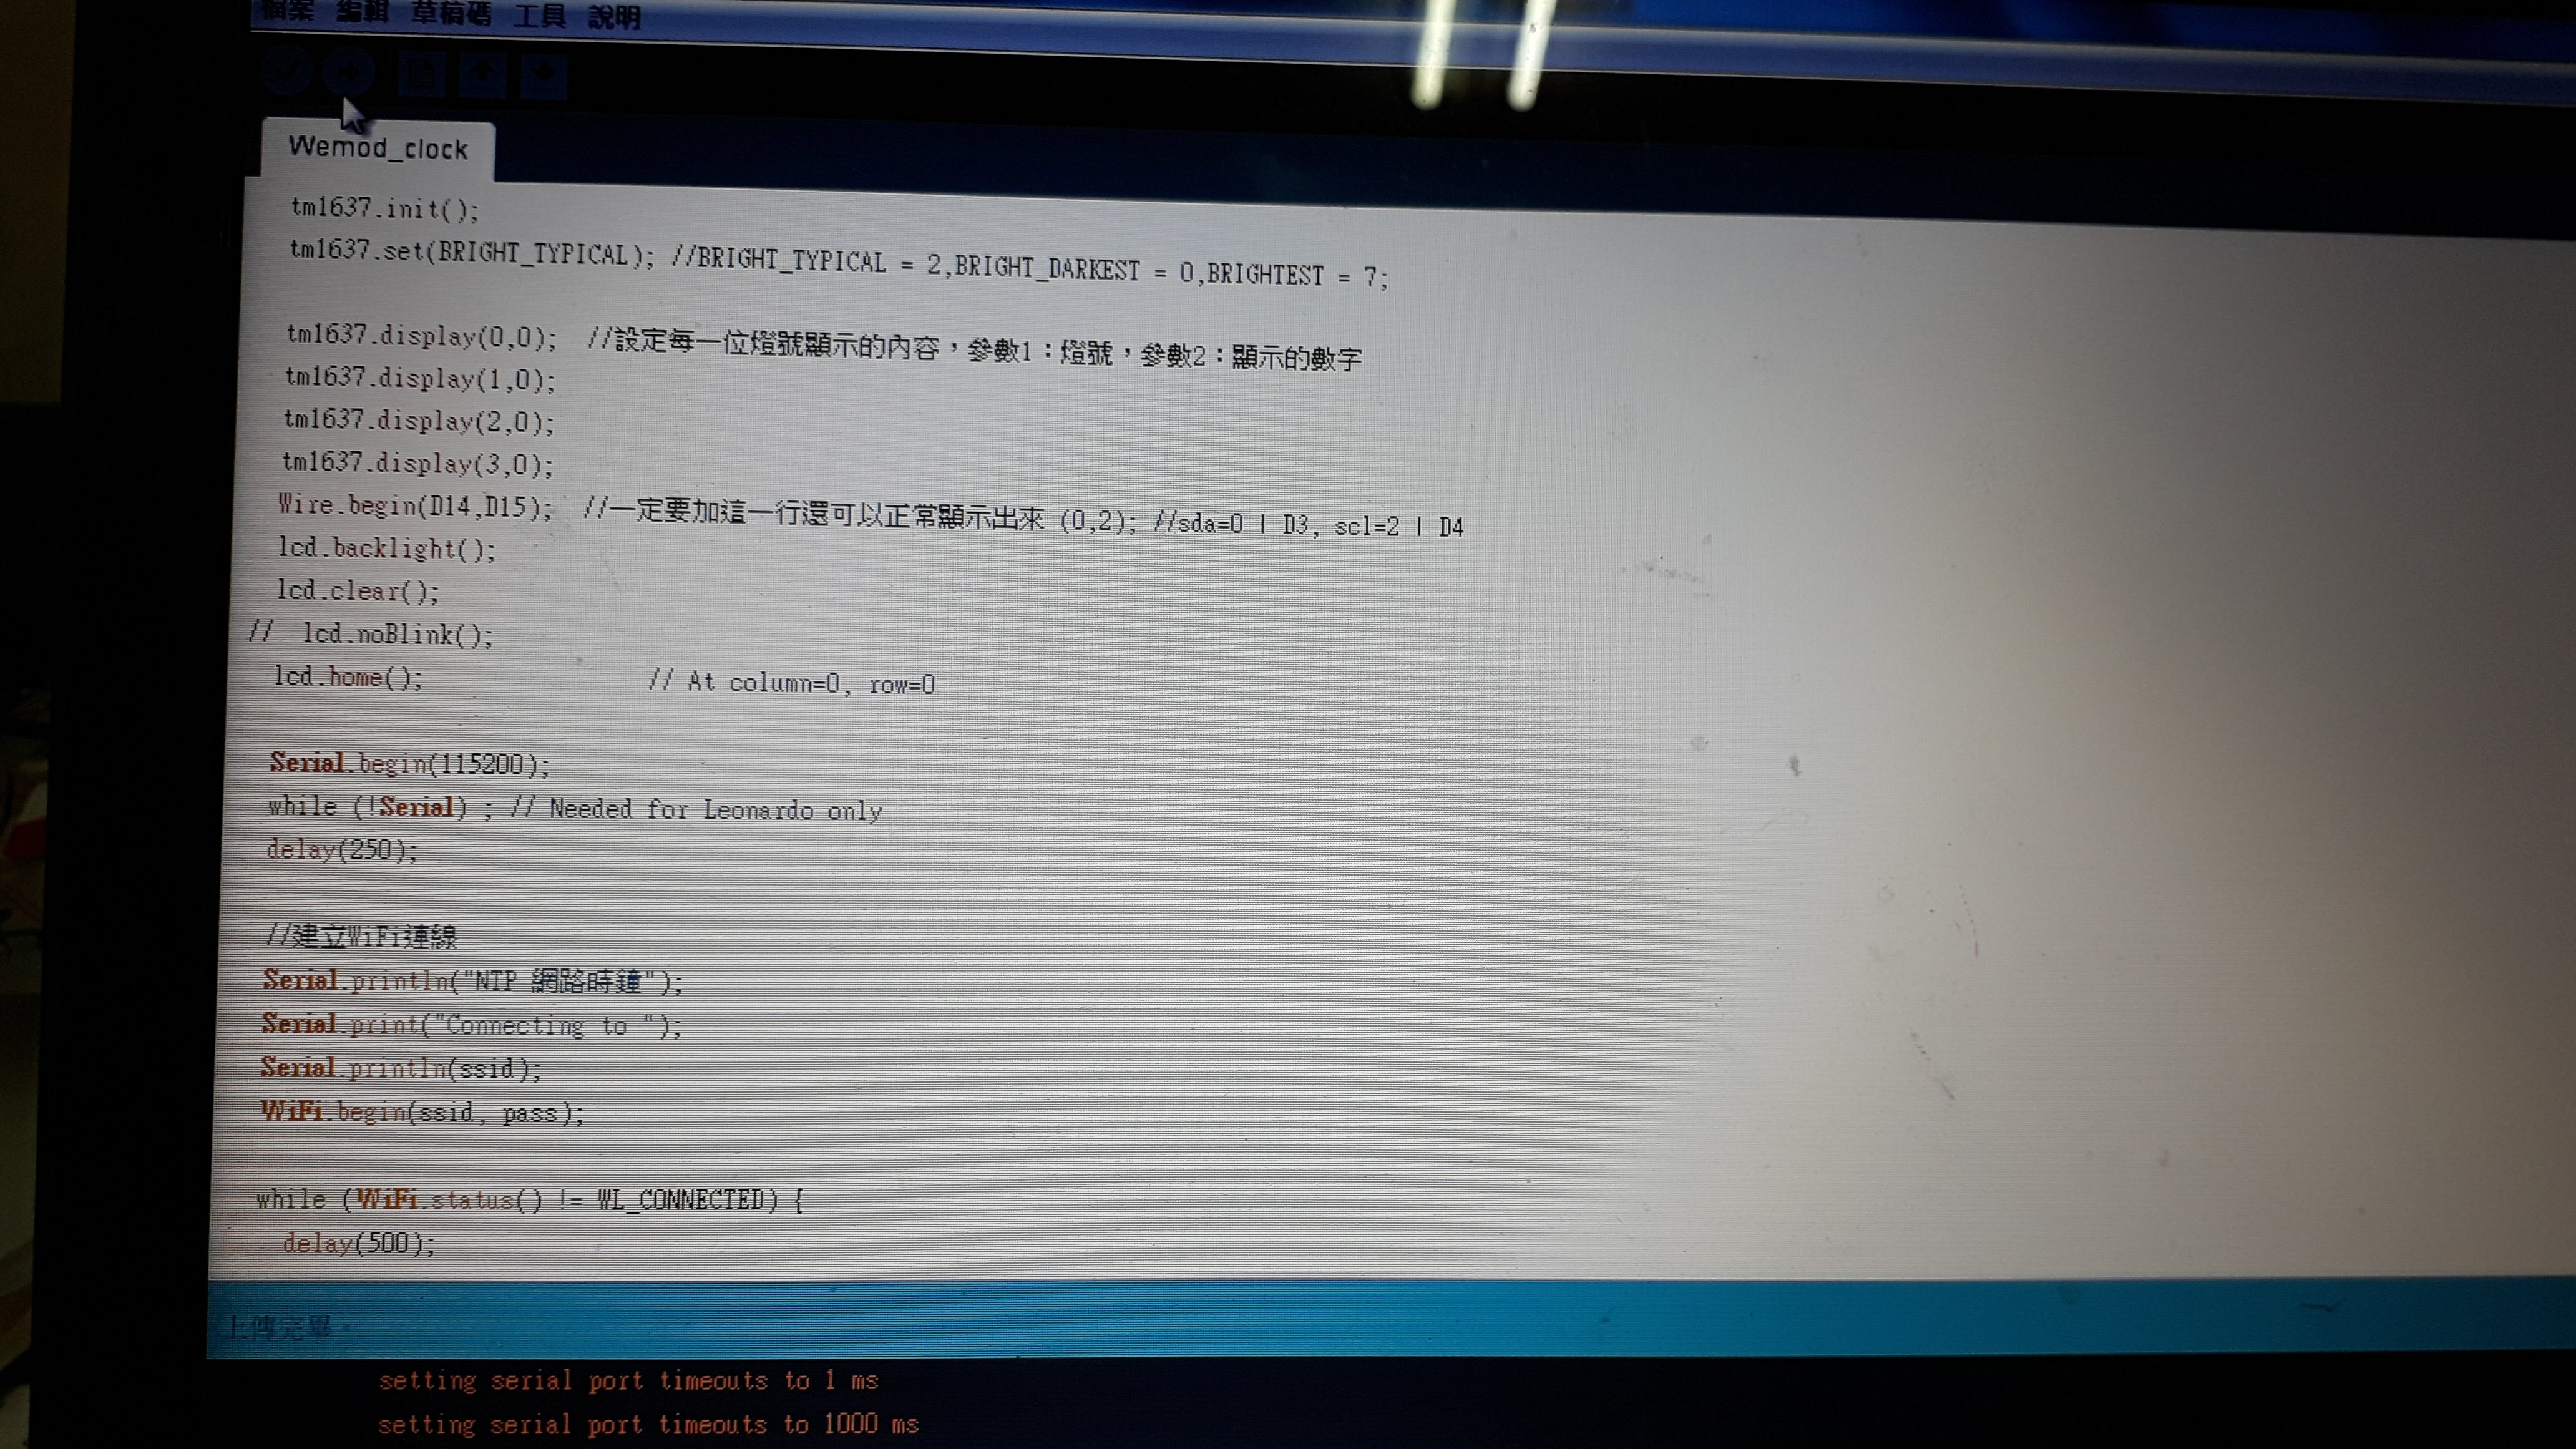 檔案 編輯 草稿碼 工具 說明
Wemod_clock
tm1637.init();
tm1637.set(BRIGHT_TYPICAL); //BRIGHT_TYPICAL = 2,BRIGHT_DARKEST = 0,BRIGHTEST = 7;
tm1637.display(0,0); //設定每一位燈號顯示的內容，參數1：燈號，參數2：顯示的數字
tm1637.display(1,0);
tm1637.display(2,0);
tm1637.display(3,0);
Wire.begin(D14,D15); //一定要加這一行還可以正常顯示出來 (0,2); //sda=0 | D3, scl=2 | D4
lcd.backlight();
lcd.clear();
// lcd.noBlink();
lcd.home(); // At column=0, row=0
Serial.begin(115200);
while (!Serial) ; // Needed for Leonardo only
delay(250);
//建立WiFi連線
Serial.println("NTP 網路時鐘");
Serial.print("Connecting to ");
Serial.println(ssid);
WiFi.begin(ssid, pass);
while (WiFi.status() != WL_CONNECTED) {
delay(500);
上傳完畢。
setting serial port timeouts to 1 ms
setting serial port timeouts to 1000 ms